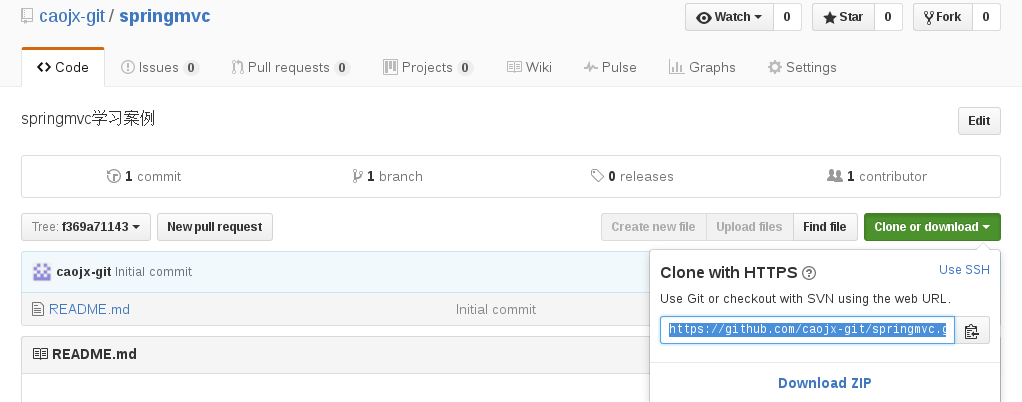 caojx-git / springmvc
Watch 0 Star 0 Fork 0
Code Issues 0 Pull requests 0 Projects 0 Wiki Pulse Graphs Settings
springmvc学习案例 Edit
1 commit 1 branch 0 releases 1 contributor
Tree: f369a71143 New pull request Create new file Upload files Find file Clone or download
caojx-git Initial commit
README.md Initial commit
README.md
Clone with HTTPS ? Use SSH
Use Git or checkout with SVN using the web URL.
https://github.com/caojx-git/springmvc.g
Download ZIP